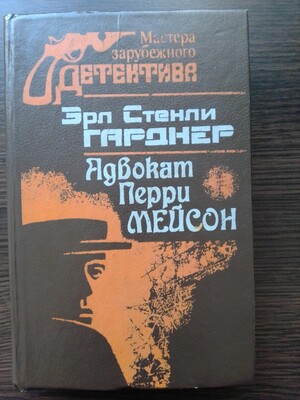 Мастера
зарубежного
ДЕТЕКТИВА
Эрл Стенли
ГАРДНЕР
Адвокат
Перри
МЕЙСОН